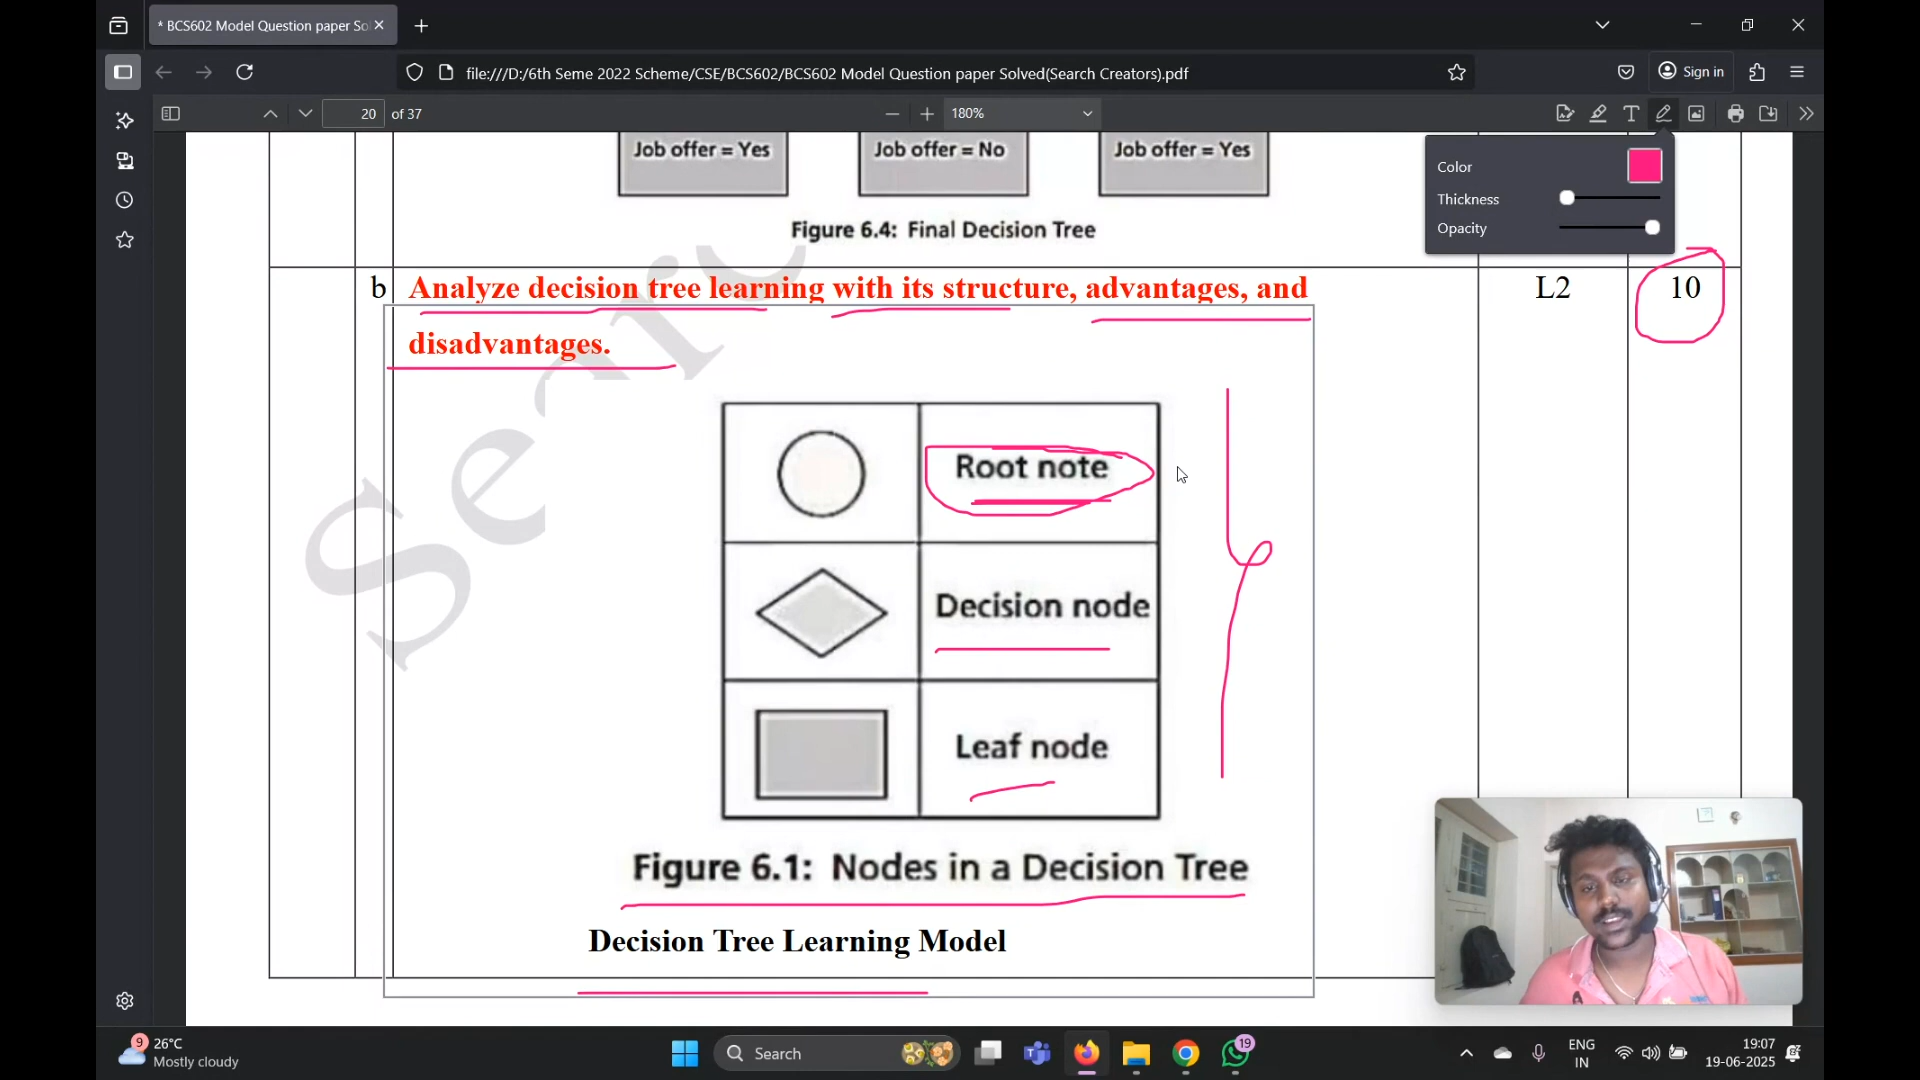 * BCS602 Model Question paper So
Sign in
file:///D:/6th Seme 2022 Scheme/CSE/BCS602/BCS602 Model Question paper Solved(Search Creators).pdf
20 of 37
180%
Color
Thickness
Opacity
Job offer = Yes
Job offer = No
Job offer = Yes
Figure 6.4: Final Decision Tree
b
Analyze decision tree learning with its structure, advantages, and
disadvantages.
L2
10
Sear
Root note
Decision node
Leaf node
Figure 6.1: Nodes in a Decision Tree
Decision Tree Learning Model
9
26°C
Mostly cloudy
Search
19
ENG
IN
19:07
19-06-2025